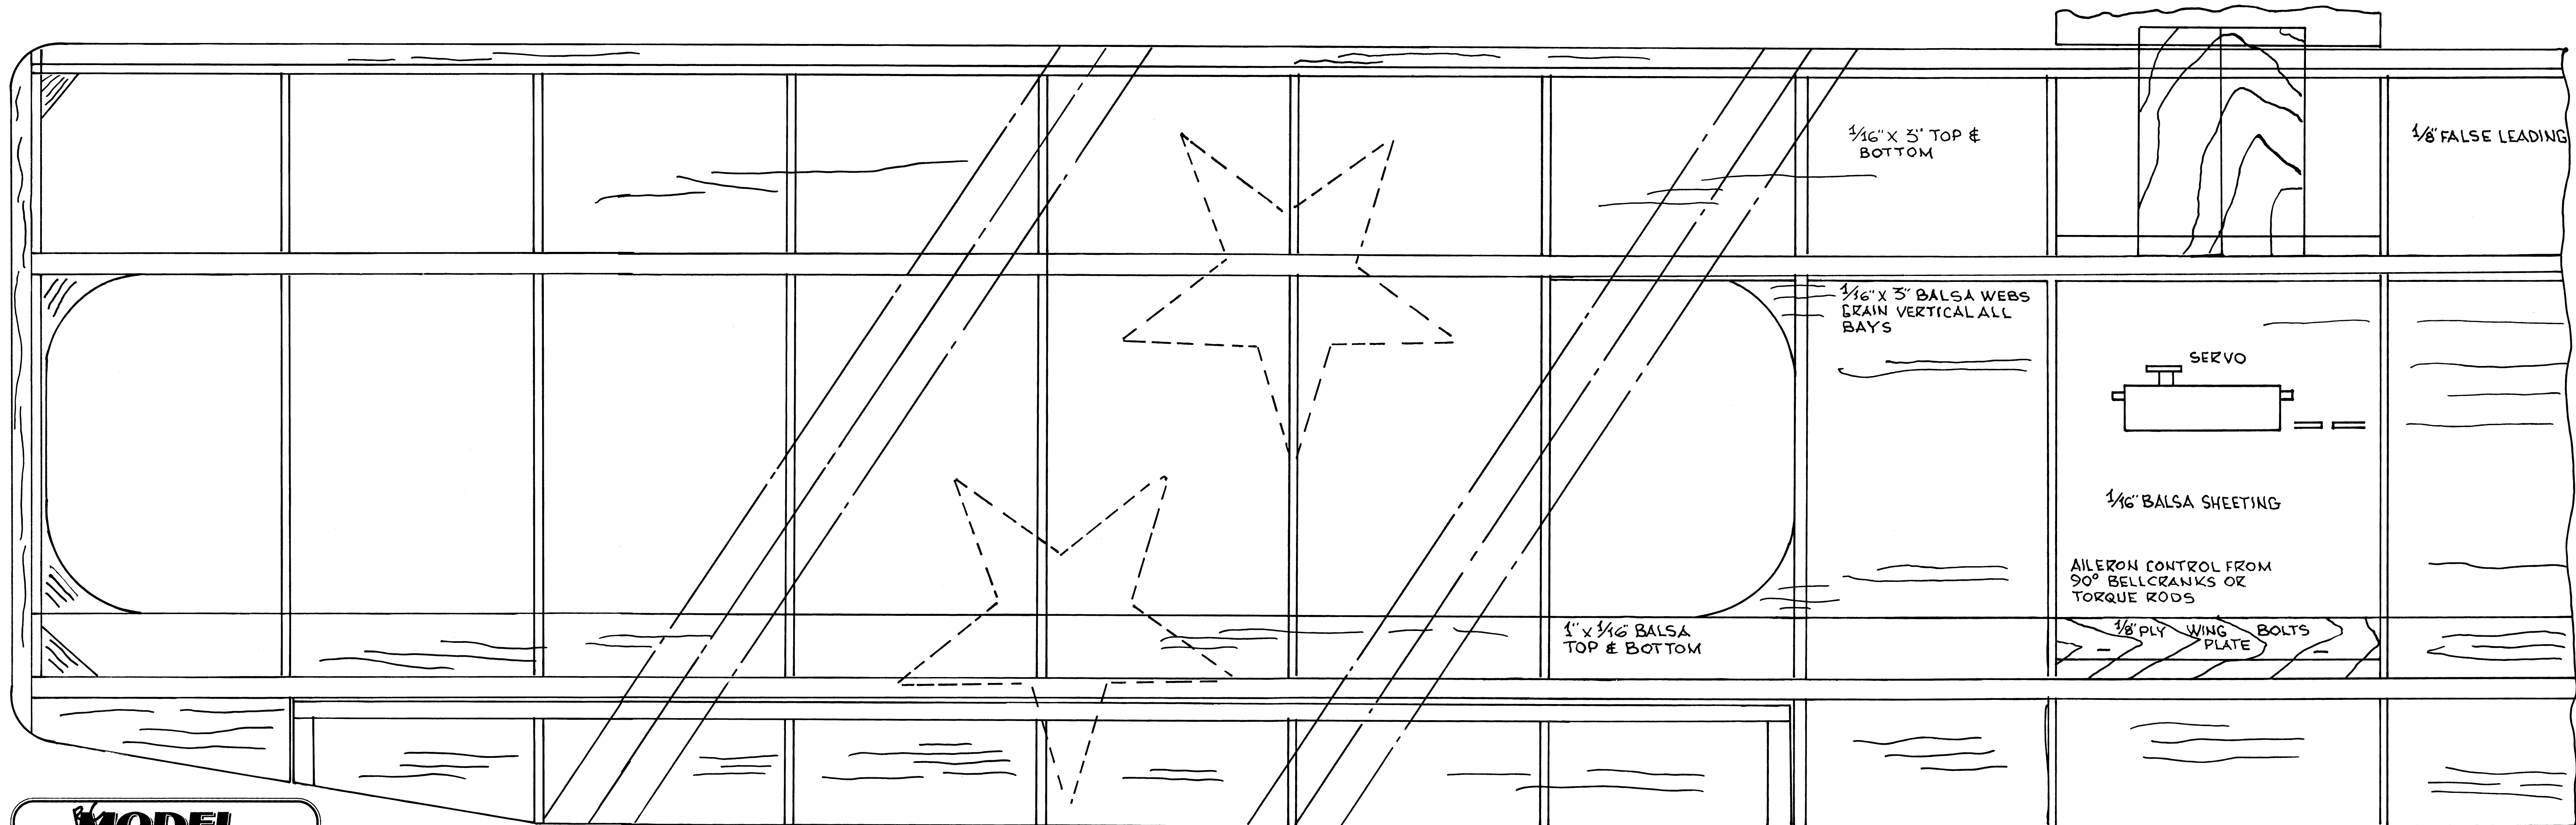 1/16" X 3" TOP &
BOTTOM
1/8" FALSE LEADING
1/16" X 3" BALSA WEBS
GRAIN VERTICAL ALL
BAYS
SERVO
1/16" BALSA SHEETING
AILERON CONTROL FROM
90° BELLCRANKS OR
TORQUE RODS
1" X 1/16" BALSA
TOP & BOTTOM
1/8" PLY WING BOLTS
PLATE
R/C MODEL